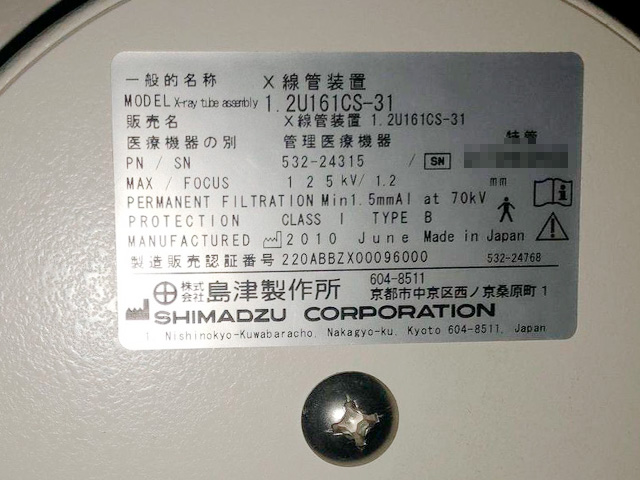 一般的名称 X線管装置
MODEL X-ray tube assembly 1.2U161CS-31
販売名 X線管装置 1.2U161CS-31
医療機器の別 管理医療機器 特管
PN / SN 532-24315 / SN
MAX / FOCUS 125kV/1.2 mm
PERMANENT FILTRATION Min1.5mmAl at 70kV
PROTECTION CLASS I TYPE B
MANUFACTURED 2010 June Made in Japan
製造販売認証番号 220ABBZX00096000 532-24768
株式会社 島津製作所 604-8511
京都市中京区西ノ京桑原町1
SHIMADZU CORPORATION
1, Nishinokyo-Kuwabaracho, Nakagyo-ku, Kyoto 604-8511, Japan